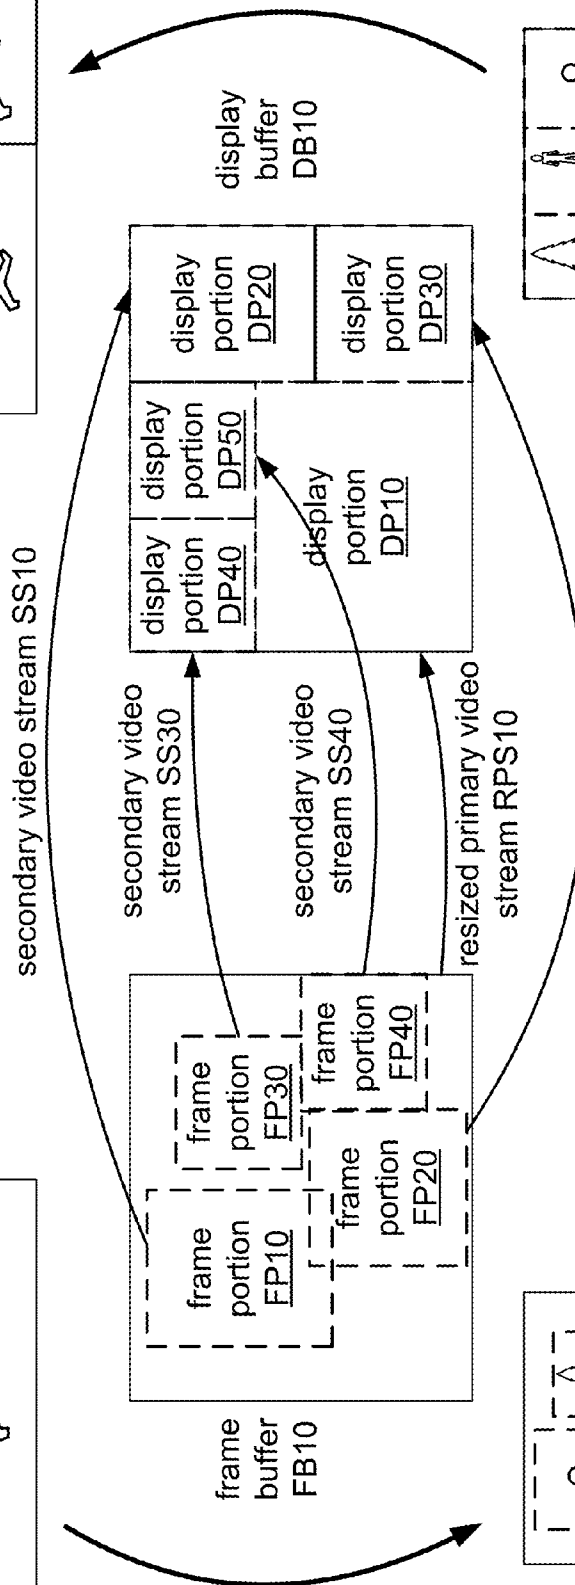 secondary video stream SS10
frame
buffer
FB10
frame
portion
FP10
frame
portion
FP30
frame
portion
FP20
frame
portion
FP40
secondary video
stream SS30
secondary video
stream SS40
resized primary video
stream RPS10
display
portion
DP40
display
portion
DP50
display
portion
DP20
display
portion
DP10
display
portion
DP30
display
buffer
DB10